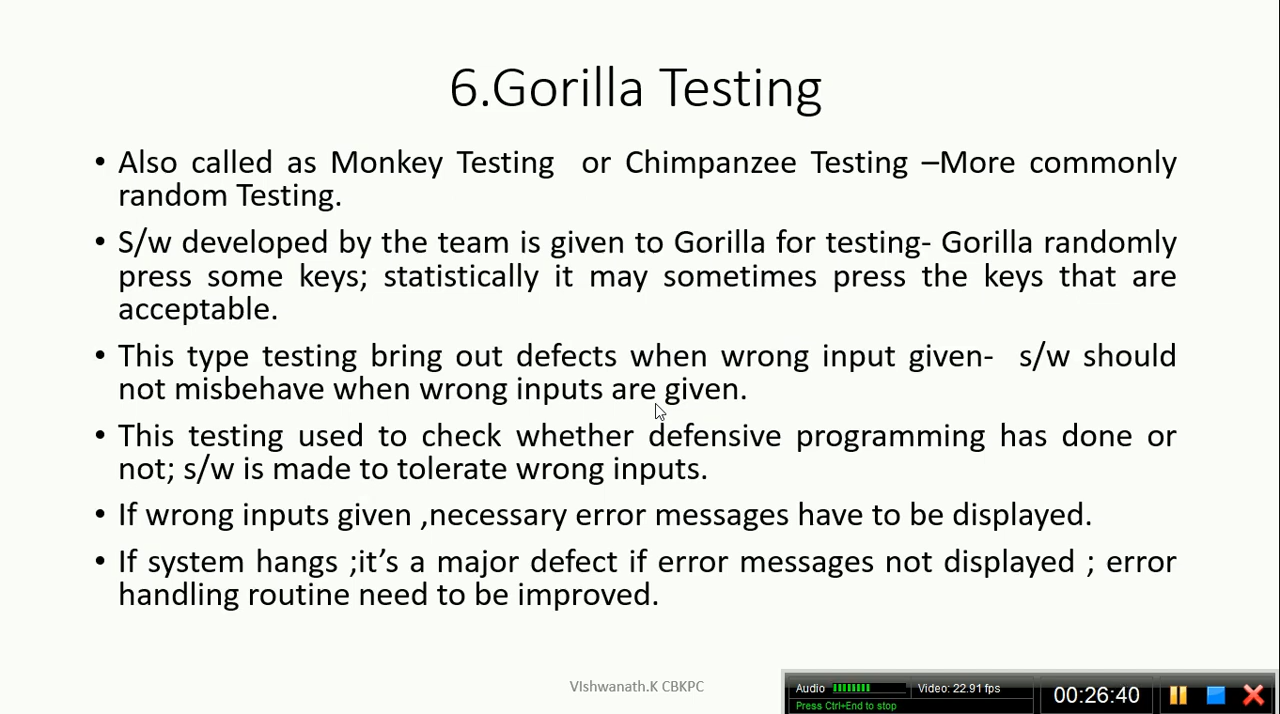 6.Gorilla Testing
• Also called as Monkey Testing or Chimpanzee Testing –More commonly
random Testing.
• S/w developed by the team is given to Gorilla for testing- Gorilla randomly
press some keys; statistically it may sometimes press the keys that are
acceptable.
• This type testing bring out defects when wrong input given- s/w should
not misbehave when wrong inputs are given.
• This testing used to check whether defensive programming has done or
not; s/w is made to tolerate wrong inputs.
• If wrong inputs given ,necessary error messages have to be displayed.
• If system hangs ;it’s a major defect if error messages not displayed ; error
handling routine need to be improved.
VIshwanath.K CBKPC
Audio
Video: 22.91 fps
Press Ctrl+End to stop
00:26:40